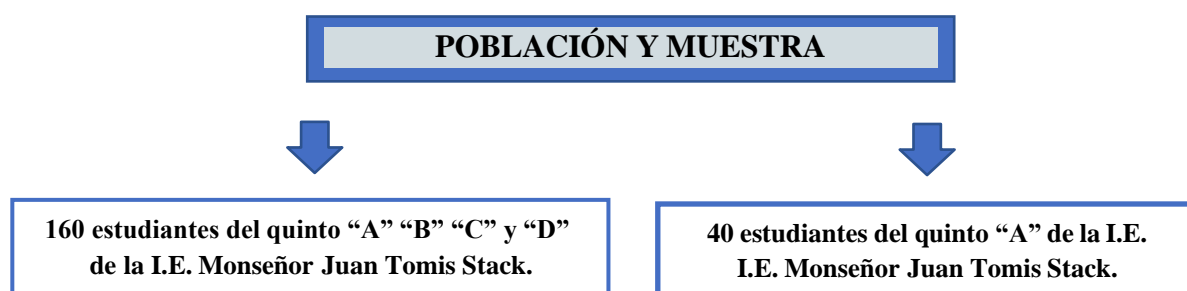 POBLACIÓN Y MUESTRA
160 estudiantes del quinto “A” “B” “C” y “D”
de la I.E. Monseñor Juan Tomis Stack.
40 estudiantes del quinto “A” de la I.E.
I.E. Monseñor Juan Tomis Stack.